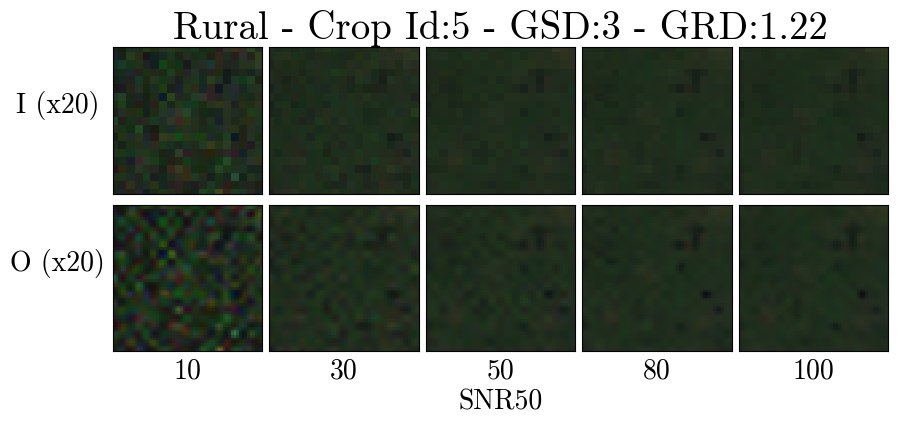 Rural - Crop Id:5 - GSD:3 - GRD:1.22
I (x20)
O (x20)
10 30 50 80 100
SNR50